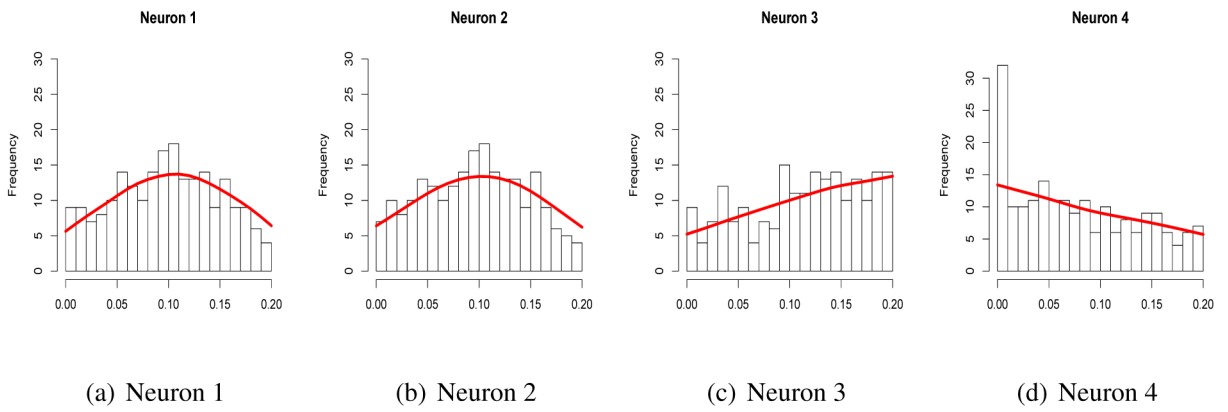 Neuron 1
Frequency
0 5 10 15 20 25 30
0.00 0.05 0.10 0.15 0.20
(a) Neuron 1
Neuron 2
Frequency
0 5 10 15 20 25 30
0.00 0.05 0.10 0.15 0.20
(b) Neuron 2
Neuron 3
Frequency
0 5 10 15 20 25 30
0.00 0.05 0.10 0.15 0.20
(c) Neuron 3
Neuron 4
Frequency
0 5 10 15 20 25 30
0.00 0.05 0.10 0.15 0.20
(d) Neuron 4